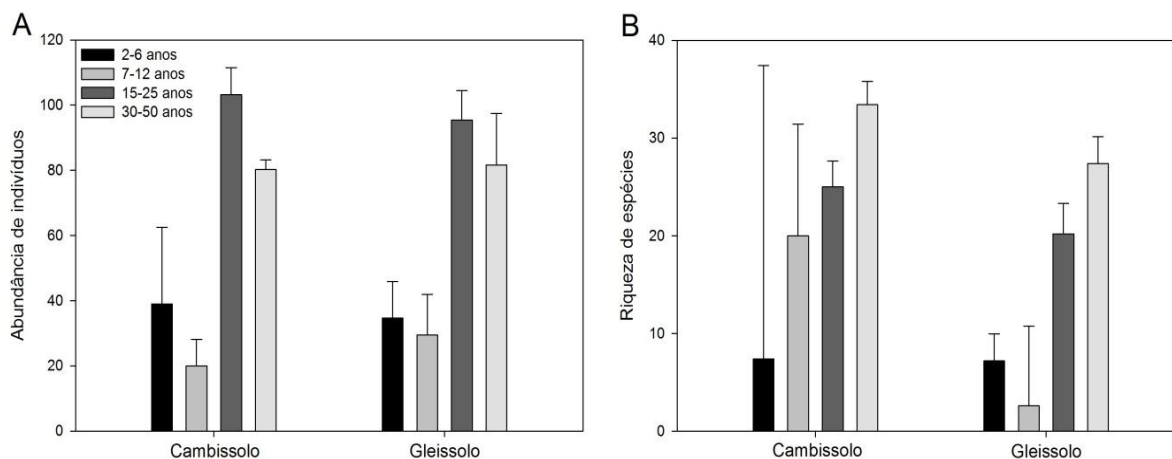 A
Abundância de indivíduos
120
100
80
60
40
20
0
2-6 anos
7-12 anos
15-25 anos
30-50 anos
Cambissolo Gleissolo
B
Riqueza de espécies
40
30
20
10
0
Cambissolo Gleissolo